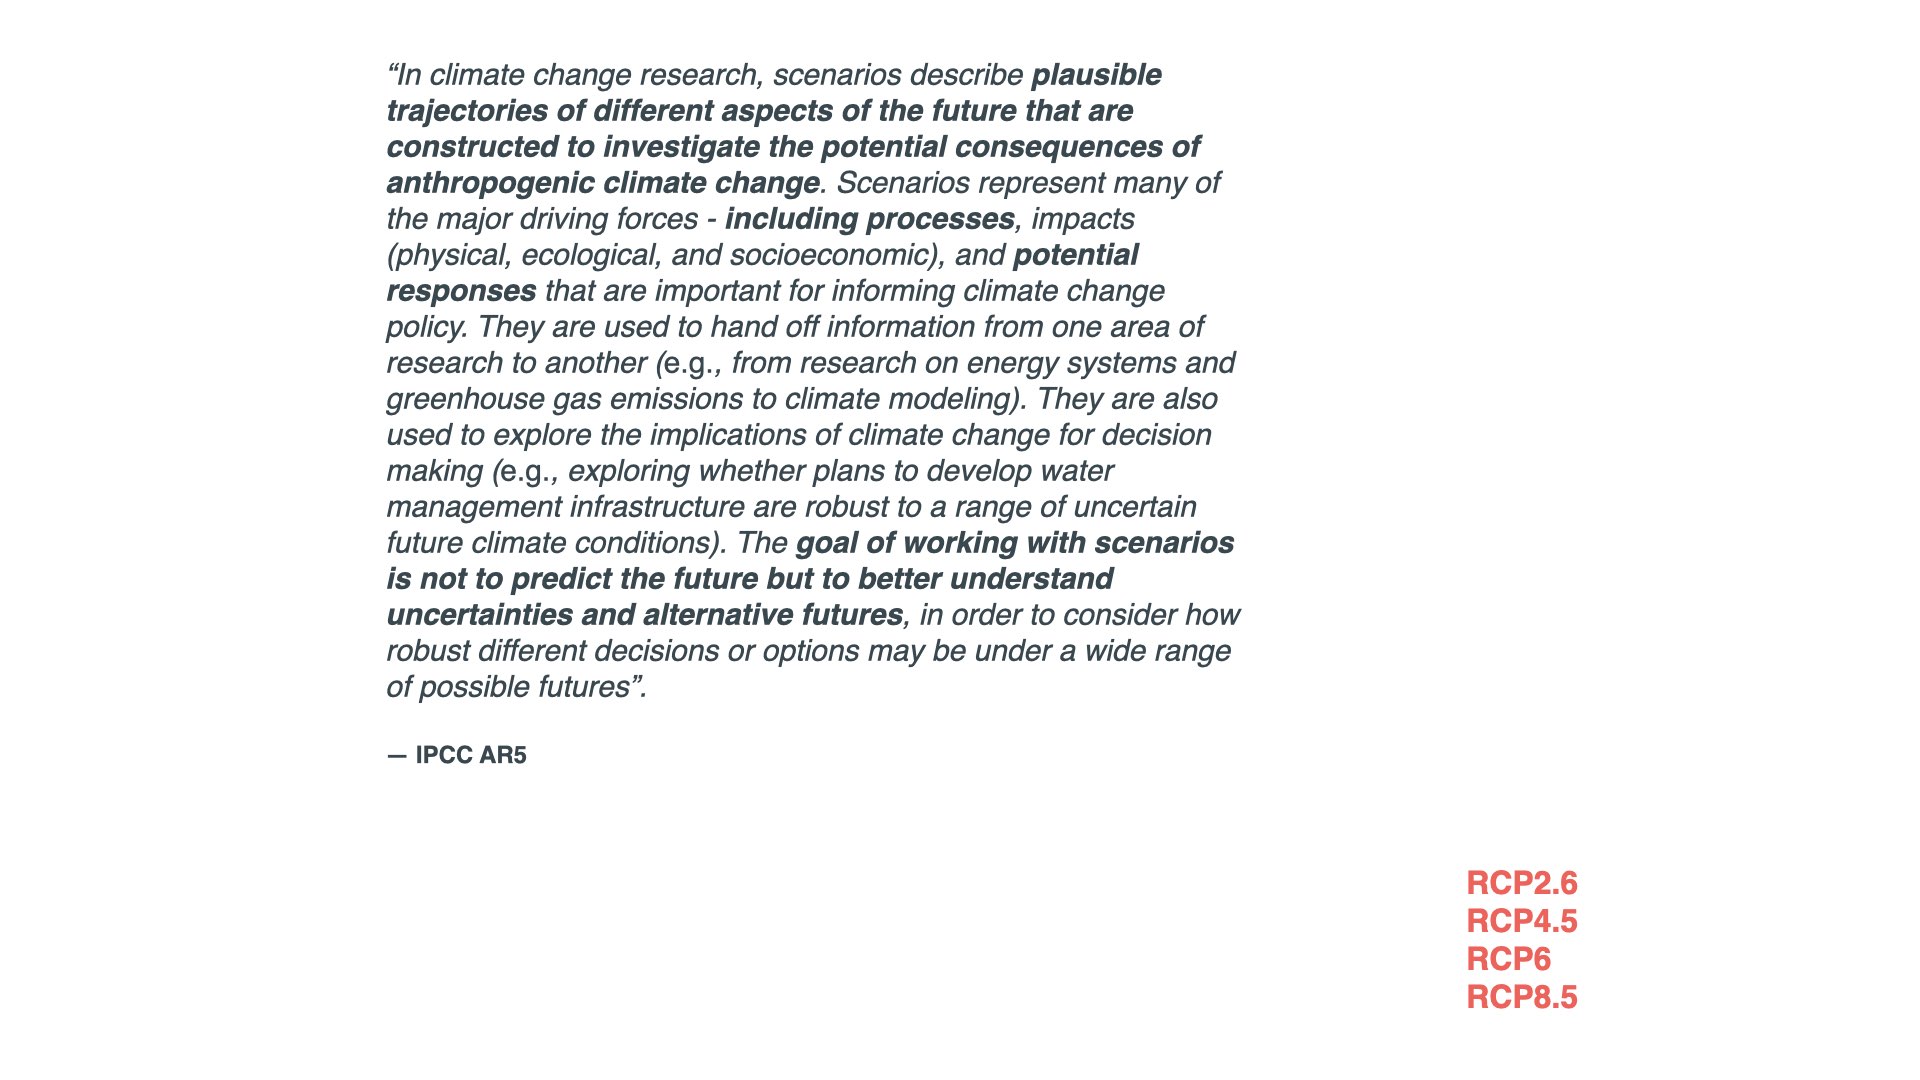 “In climate change research, scenarios describe plausible
trajectories of different aspects of the future that are
constructed to investigate the potential consequences of
anthropogenic climate change. Scenarios represent many of
the major driving forces - including processes, impacts
(physical, ecological, and socioeconomic), and potential
responses that are important for informing climate change
policy. They are used to hand off information from one area of
research to another (e.g., from research on energy systems and
greenhouse gas emissions to climate modeling). They are also
used to explore the implications of climate change for decision
making (e.g., exploring whether plans to develop water
management infrastructure are robust to a range of uncertain
future climate conditions). The goal of working with scenarios
is not to predict the future but to better understand
uncertainties and alternative futures, in order to consider how
robust different decisions or options may be under a wide range
of possible futures”.
— IPCC AR5
RCP2.6
RCP4.5
RCP6
RCP8.5